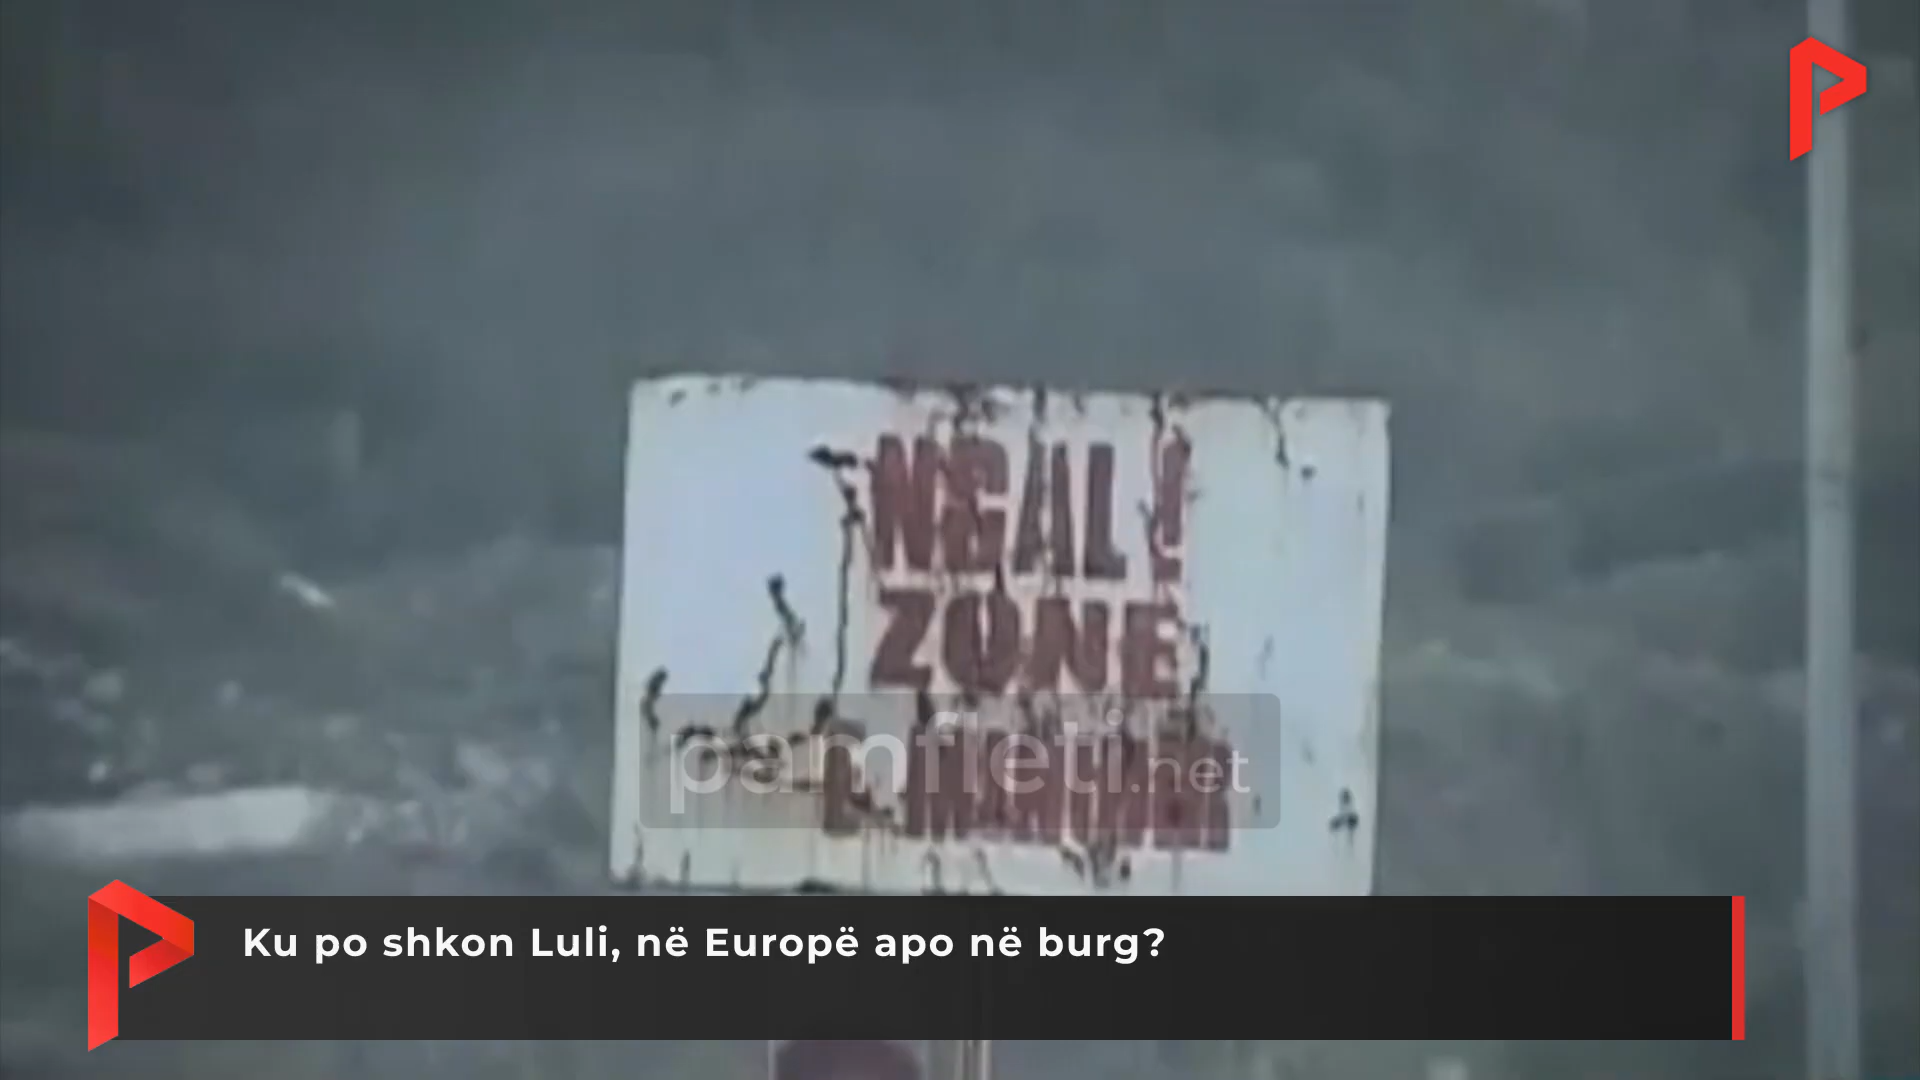 NGAL!
ZONE
pamfleti.net
Ku po shkon Luli, në Europë apo në burg?